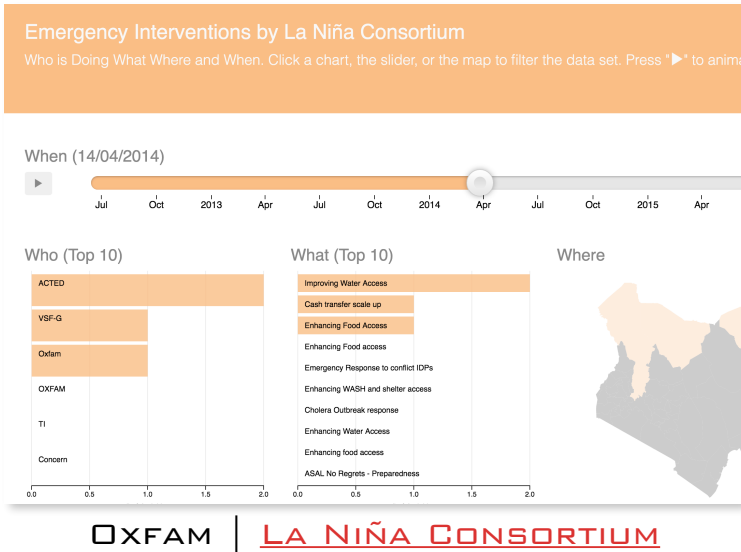 Emergency Interventions by La Niña Consortium
Who is Doing What Where and When. Click a chart, the slider, or the map to filter the data set. Press "▶" to anima
When (14/04/2014)
Jul Oct 2013 Apr Jul Oct 2014 Apr Jul Oct 2015 Apr
Who (Top 10) What (Top 10) Where
ACTED
VSF-G
Oxfam
OXFAM
TI
Concern
0.0 0.5 1.0 1.5 2.0
Improving Water Access
Cash transfer scale up
Enhancing Food Access
Enhancing Food access
Emergency Response to conflict IDPs
Enhancing WASH and shelter access
Cholera Outbreak response
Enhancing Water Access
Enhancing food access
ASAL No Regrets - Preparedness
0.0 0.5 1.0 1.5 2.0
OXFAM | LA NIÑA CONSORTIUM